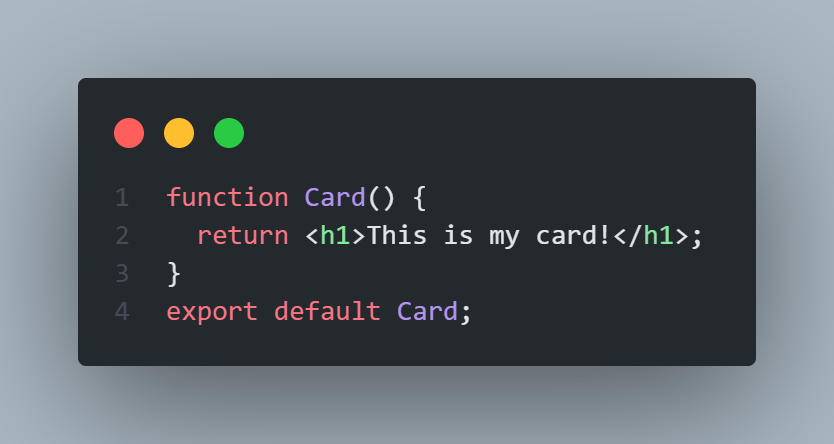 1 function Card() {
2   return <h1>This is my card!</h1>;
3 }
4 export default Card;